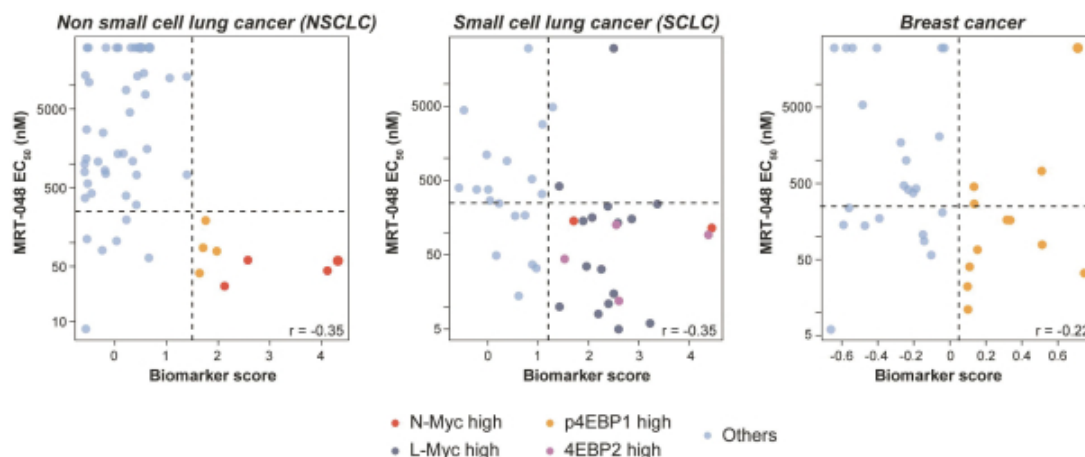 Non small cell lung cancer (NSCLC)
Small cell lung cancer (SCLC)
Breast cancer
MRT-048 EC50 (nM)
5000
500
50
10
r = -0.35
0
1
2
3
4
Biomarker score
MRT-048 EC50 (nM)
5000
500
50
5
r = -0.35
0
1
2
3
4
Biomarker score
MRT-048 EC50 (nM)
5000
500
50
5
r = -0.22
-0.6
-0.4
-0.2
0
0.2
0.4
0.6
Biomarker score
N-Myc high
p4EBP1 high
Others
L-Myc high
4EBP2 high